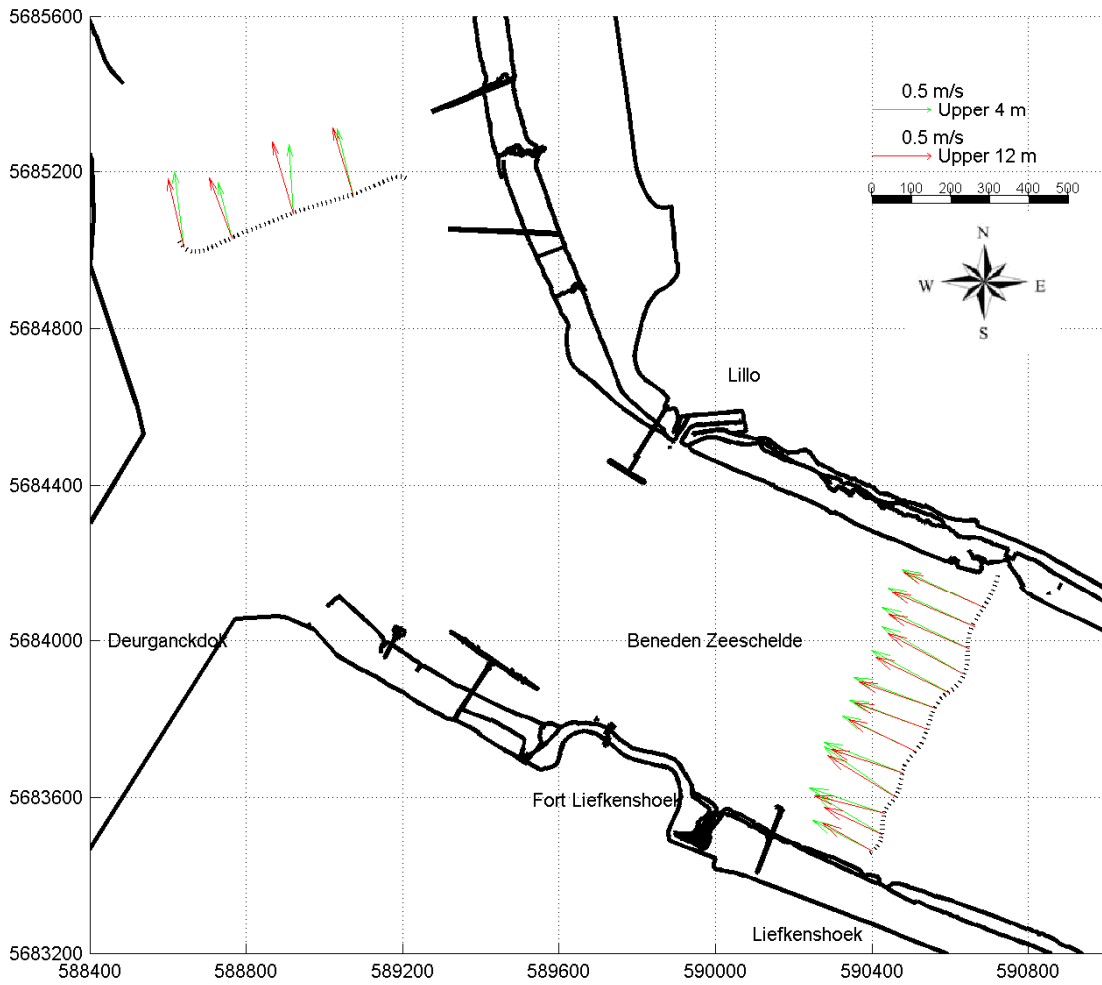 5685600
0.5 m/s
Upper 4 m
0.5 m/s
Upper 12 m
5685200
0 100 200 300 400 500
N
W E
S
5684800
Lillo
5684400
5684000
Deurganckdok
Beneden Zeeschelde
5683600
Fort Liefkenshoek
Liefkenshoek
5683200
588400 588800 589200 589600 590000 590400 590800